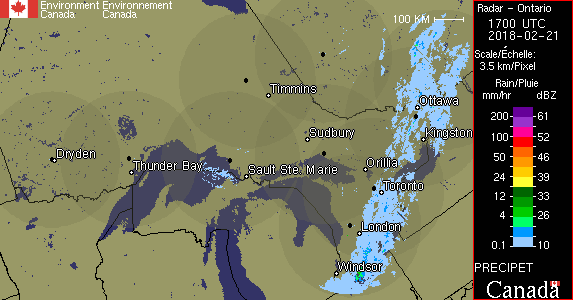 Environment Environnement
Canada Canada
100 KM
Timmins
Ottawa
Sudbury
Kingston
Dryden
Thunder Bay
Sault Ste. Marie
Orillia
Toronto
London
Windsor
Radar - Ontario
1700 UTC
2018-02-21
Scale/Échelle:
3.5 km/Pixel
Rain/Pluie
mm/hr dBZ
200 61
100 52
50 46
24 39
12 33
4 26
0.1 10
PRECIPET
Canada